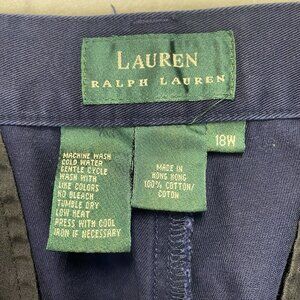 LAUREN
RALPH LAUREN
18W
MACHINE WASH
COLD WATER
GENTLE CYCLE
WASH WITH
LIKE COLORS
NO BLEACH
TUMBLE DRY
LOW HEAT
PRESS WITH COOL
IRON IF NECESSARY
MADE IN
HONG KONG
100% COTTON/
COTON